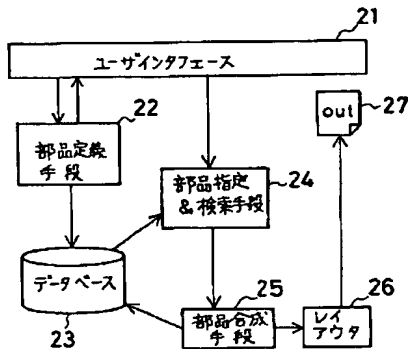 21
ユーザインタフェース
22
27
out
部品定義
手段
部品指定
&検索手段
24
データベース
23
25
部品合成
手段
26
レイ
アウタ